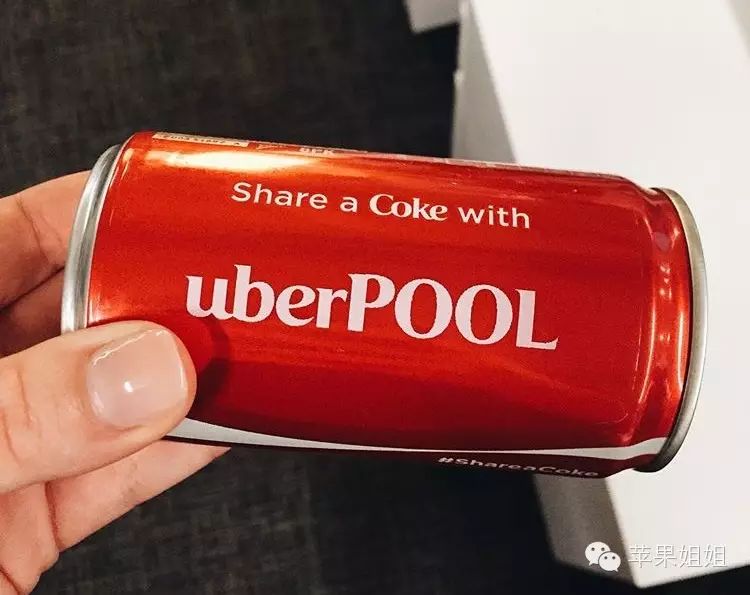 Share a Coke with
uberPOOL
#ShareaCoke
苹果姐姐